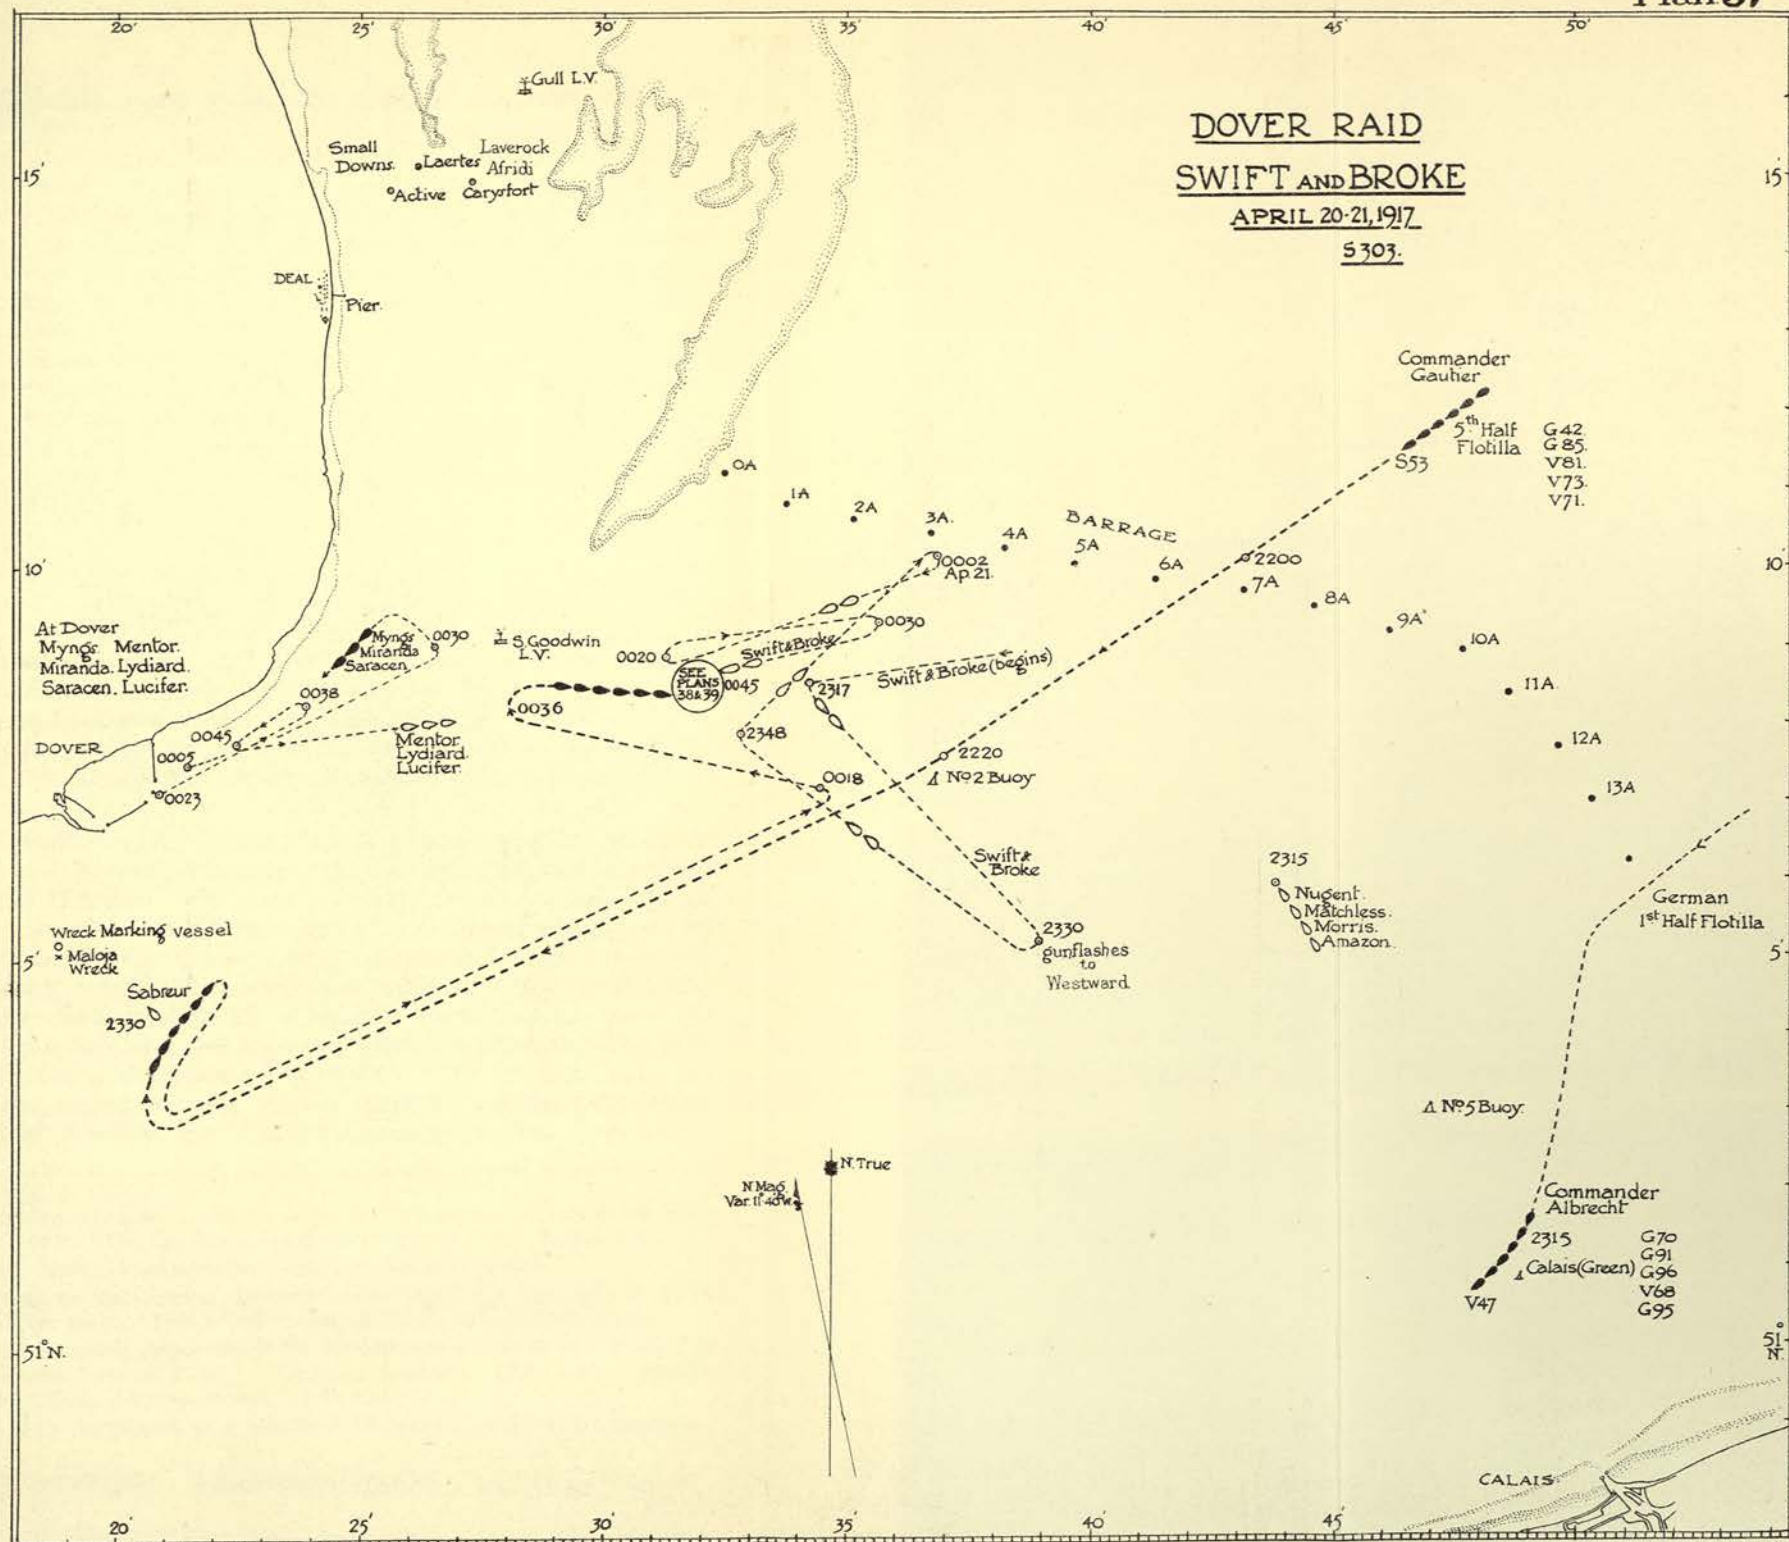 Plan 37
20'
25'
30'
35'
40'
45'
50'
Gull L.V.
Small
Downs.
Laertes
Laverock
Afridi
Active
Carysfort
DOVER RAID
SWIFT AND BROKE
APRIL 20-21, 1917
S303.
15'
15'
DEAL
Pier.
Commander
Gautier
5th Half
Flotilla
S53
G42.
G85.
V81.
V73.
V71.
0A
1A
2A
3A.
4A
BARRAGE
5A
6A
7A
8A
9A
10A
11A.
12A
13A
10'
10'
0002
Ap. 21.
2200
At Dover
Myngs. Mentor.
Miranda. Lydiard.
Saracen. Lucifer.
Myngs
Miranda
Saracen
0030
S. Goodwin
L.V.
0020
Swift & Broke
0030
SEE
PLANS
38 & 39
0045
2317
Swift & Broke (begins)
0036
0038
0045
0005
0023
DOVER
Mentor
Lydiard.
Lucifer.
2348
2220
No 2 Buoy
0018
Swift &
Broke
2330
gunflashes
to
Westward
2315
Nugent.
Matchless.
Morris.
Amazon.
German
1st Half Flotilla
Wreck Marking vessel
Maloja
Wreck
5'
5'
Sabreur
2330
No 5 Buoy.
N. True
N Mag.
Var. 11° 40' W.
Commander
Albrecht
2315
Calais (Green)
V47
G70
G91
G96
V68
G95
51° N.
51°
N.
CALAIS
20'
25'
30'
35'
40'
45'
50'